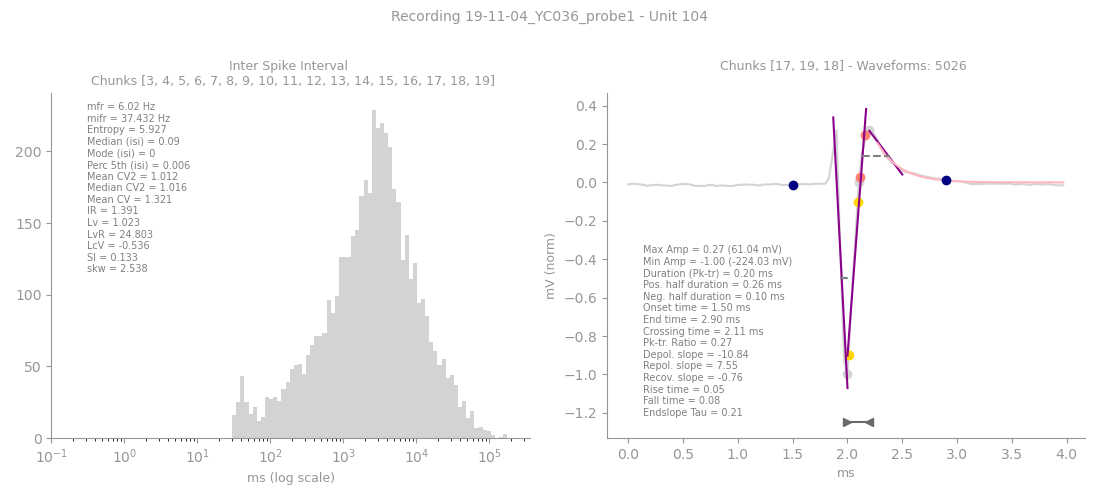 Recording 19-11-04_YC036_probe1 - Unit 104
Inter Spike Interval
Chunks [3, 4, 5, 6, 7, 8, 9, 10, 11, 12, 13, 14, 15, 16, 17, 18, 19]
mfr = 6.02 Hz
mifr = 37.432 Hz
Entropy = 5.927
Median (isi) = 0.09
Mode (isi) = 0
Perc 5th (isi) = 0.006
Mean CV2 = 1.012
Median CV2 = 1.016
Mean CV = 1.321
IR = 1.391
Lv = 1.023
LvR = 24.803
LcV = -0.536
SI = 0.133
skw = 2.538
200
150
100
50
0
10⁻¹ 10⁰ 10¹ 10² 10³ 10⁴ 10⁵
ms (log scale)
Chunks [17, 19, 18] - Waveforms: 5026
mV (norm)
0.4
0.2
0.0
−0.2
−0.4
−0.6
−0.8
−1.0
−1.2
Max Amp = 0.27 (61.04 mV)
Min Amp = -1.00 (-224.03 mV)
Duration (Pk-tr) = 0.20 ms
Pos. half duration = 0.26 ms
Neg. half duration = 0.10 ms
Onset time = 1.50 ms
End time = 2.90 ms
Crossing time = 2.11 ms
Pk-tr. Ratio = 0.27
Depol. slope = -10.84
Repol. slope = 7.55
Recov. slope = -0.76
Rise time = 0.05
Fall time = 0.08
Endslope Tau = 0.21
0.0 0.5 1.0 1.5 2.0 2.5 3.0 3.5 4.0
ms